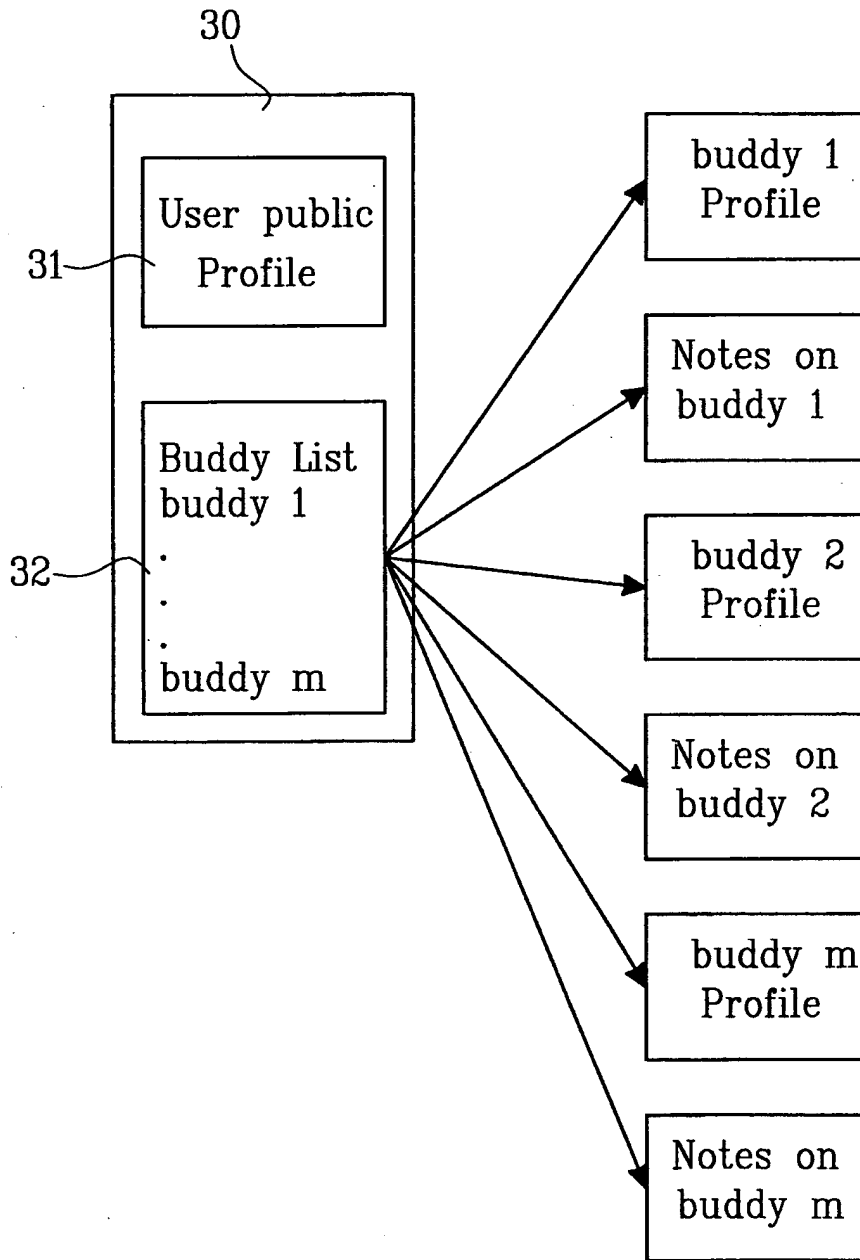 30
User public
Profile
31
Buddy List
buddy 1
.
.
.
buddy m
32
buddy 1
Profile
Notes on
buddy 1
buddy 2
Profile
Notes on
buddy 2
buddy m
Profile
Notes on
buddy m